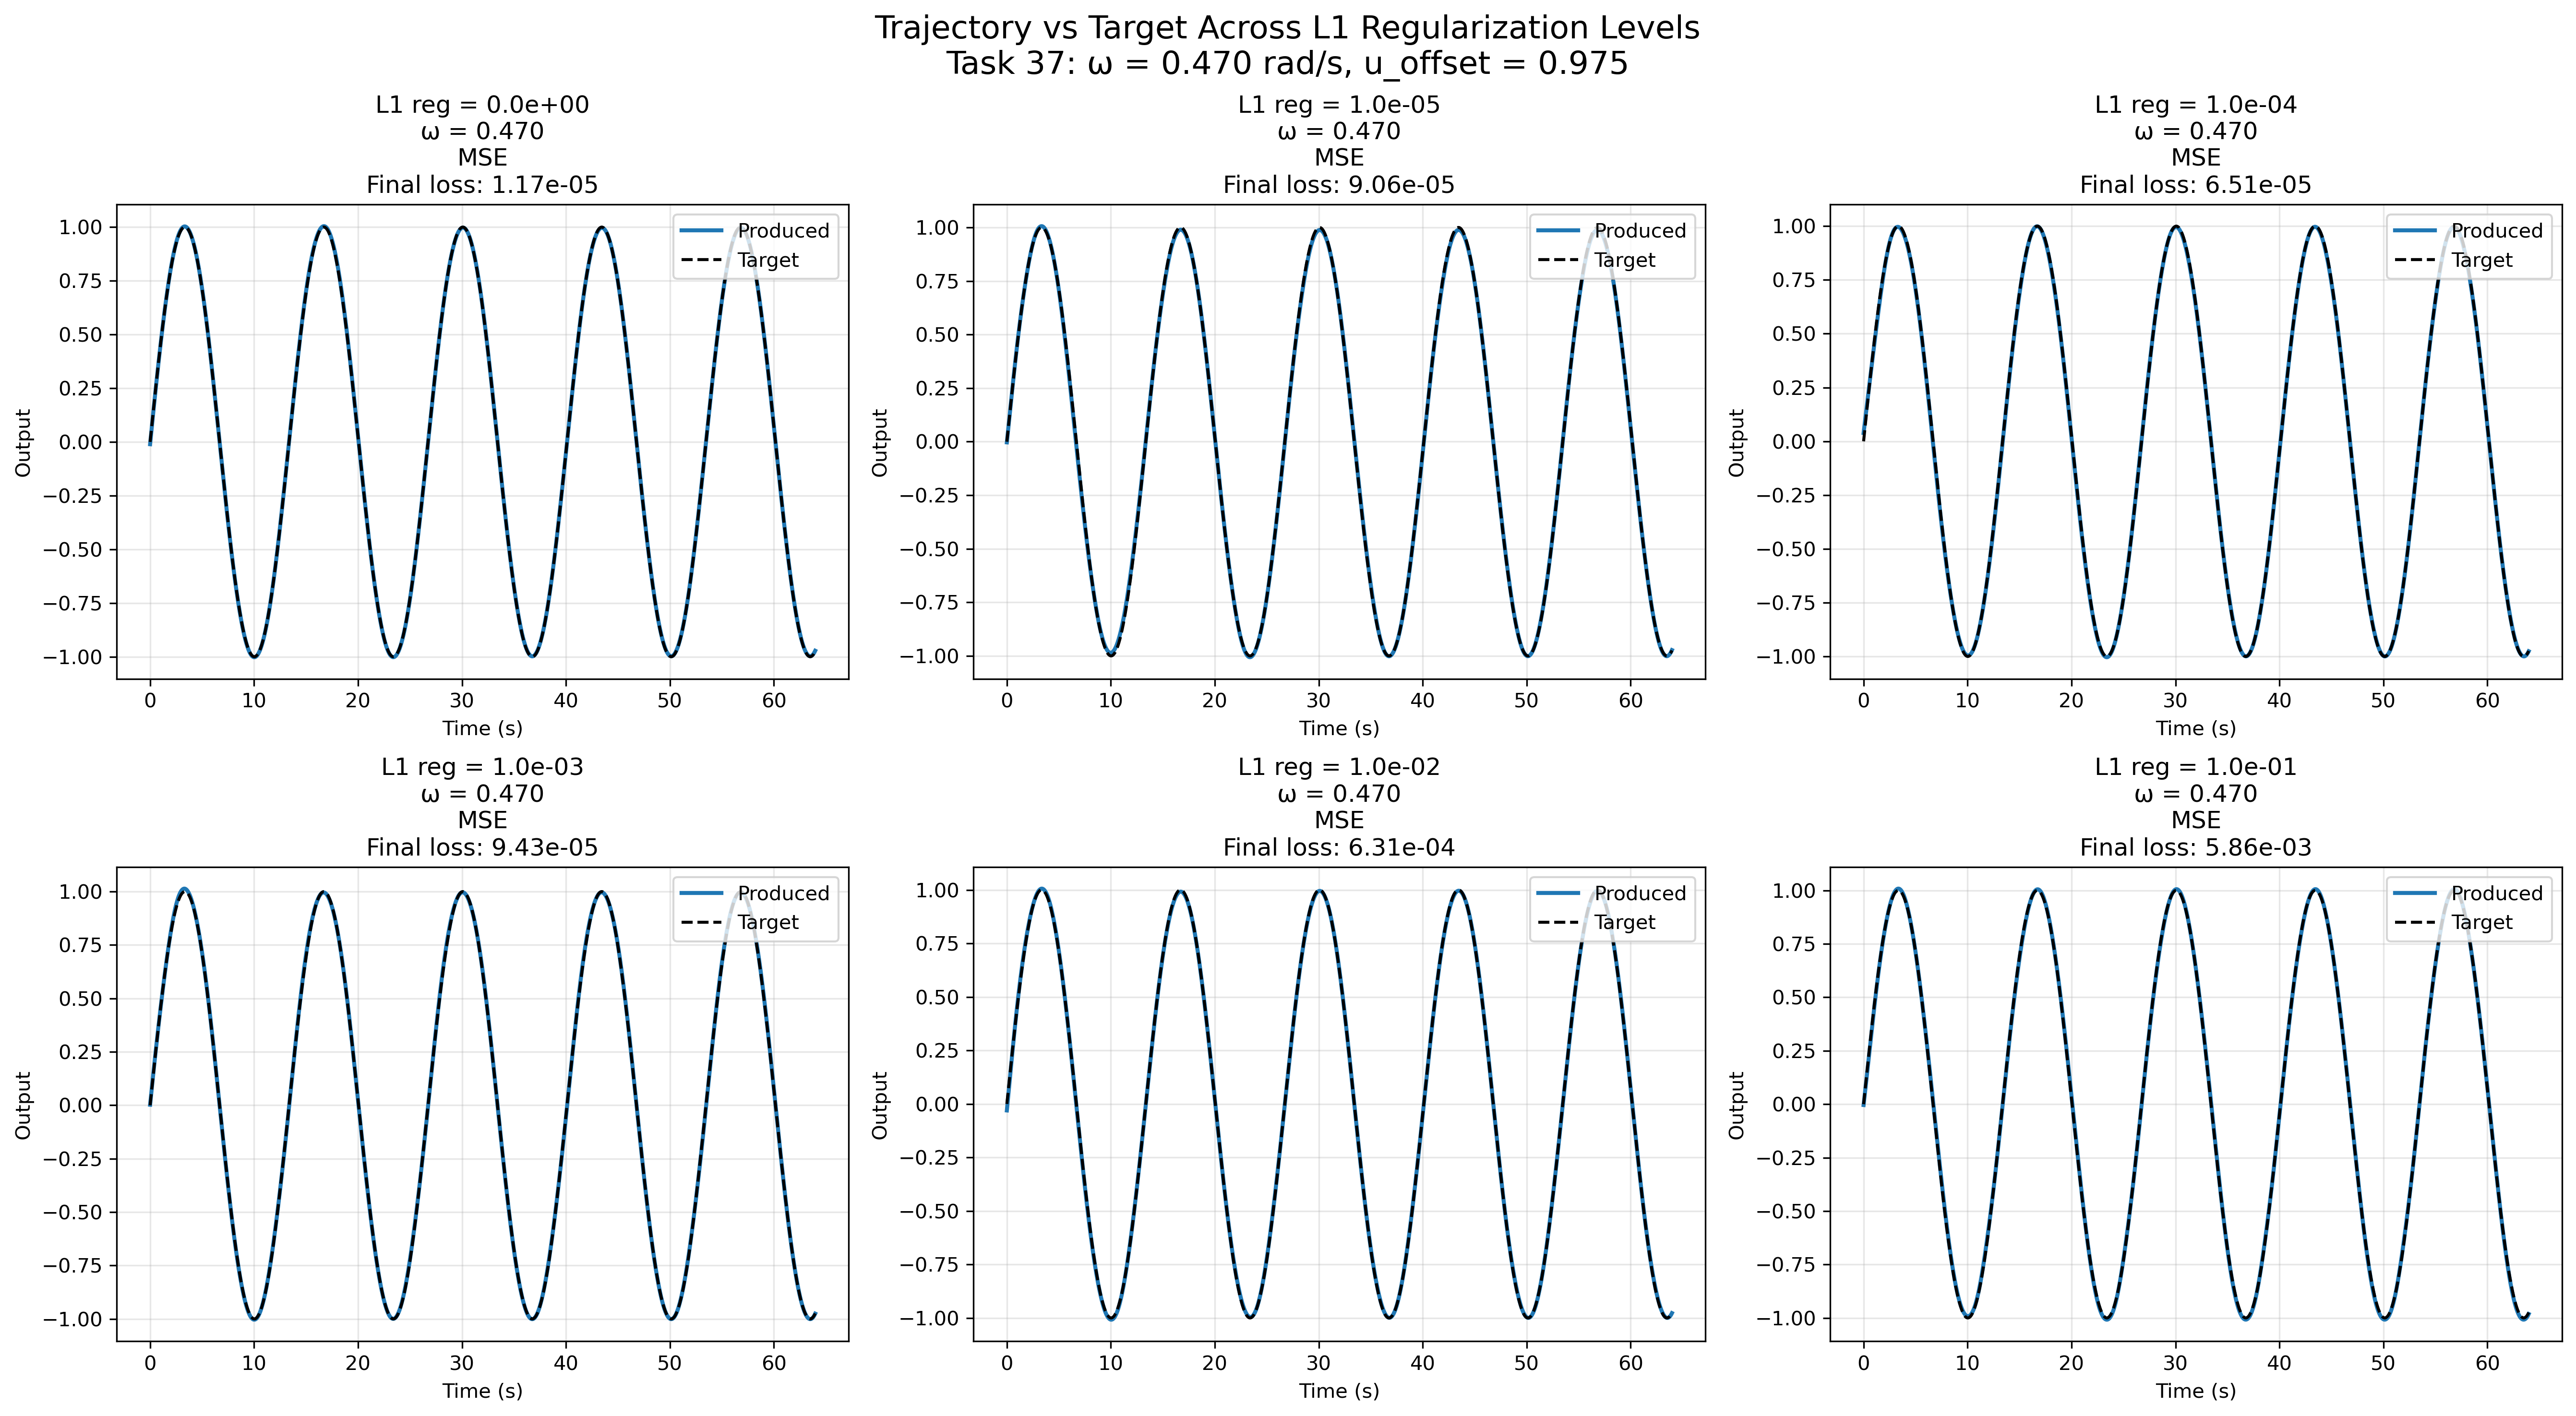 Trajectory vs Target Across L1 Regularization Levels
Task 37: ω = 0.470 rad/s, u_offset = 0.975
L1 reg = 0.0e+00
ω = 0.470
MSE
Final loss: 1.17e-05
Produced
Target
1.00
0.75
0.50
0.25
0.00
−0.25
−0.50
−0.75
−1.00
Output
0 10 20 30 40 50 60
Time (s)
L1 reg = 1.0e-05
ω = 0.470
MSE
Final loss: 9.06e-05
Produced
Target
1.00
0.75
0.50
0.25
0.00
−0.25
−0.50
−0.75
−1.00
Output
0 10 20 30 40 50 60
Time (s)
L1 reg = 1.0e-04
ω = 0.470
MSE
Final loss: 6.51e-05
Produced
Target
1.00
0.75
0.50
0.25
0.00
−0.25
−0.50
−0.75
−1.00
Output
0 10 20 30 40 50 60
Time (s)
L1 reg = 1.0e-03
ω = 0.470
MSE
Final loss: 9.43e-05
Produced
Target
1.00
0.75
0.50
0.25
0.00
−0.25
−0.50
−0.75
−1.00
Output
0 10 20 30 40 50 60
Time (s)
L1 reg = 1.0e-02
ω = 0.470
MSE
Final loss: 6.31e-04
Produced
Target
1.00
0.75
0.50
0.25
0.00
−0.25
−0.50
−0.75
−1.00
Output
0 10 20 30 40 50 60
Time (s)
L1 reg = 1.0e-01
ω = 0.470
MSE
Final loss: 5.86e-03
Produced
Target
1.00
0.75
0.50
0.25
0.00
−0.25
−0.50
−0.75
−1.00
Output
0 10 20 30 40 50 60
Time (s)